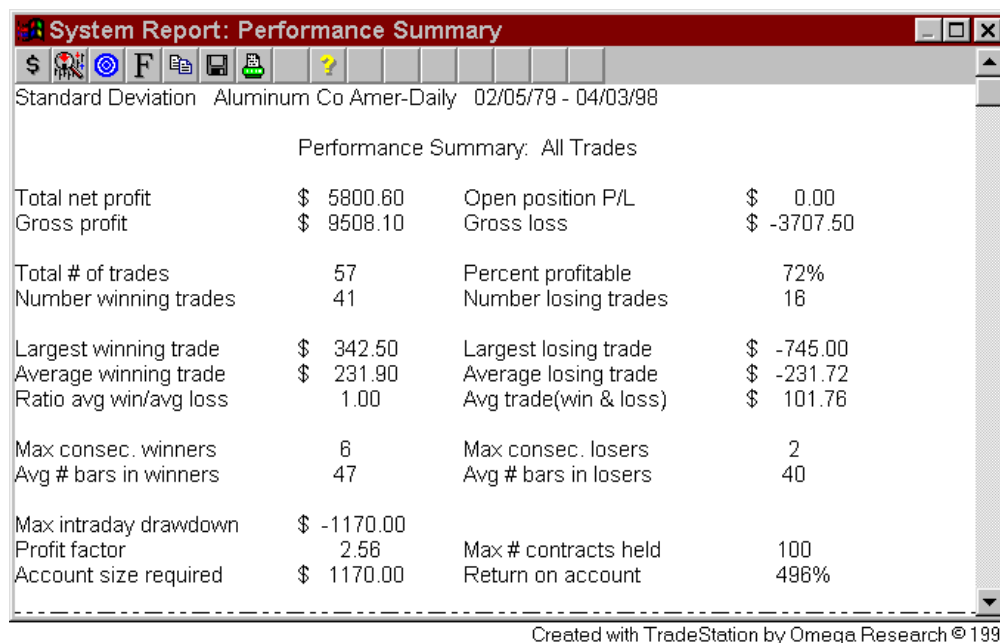 System Report: Performance Summary
$ F ?
Standard Deviation Aluminum Co Amer-Daily 02/05/79 - 04/03/98
Performance Summary: All Trades
Total net profit $ 5800.60 Open position P/L $ 0.00
Gross profit $ 9508.10 Gross loss $ -3707.50
Total # of trades 57 Percent profitable 72%
Number winning trades 41 Number losing trades 16
Largest winning trade $ 342.50 Largest losing trade $ -745.00
Average winning trade $ 231.90 Average losing trade $ -231.72
Ratio avg win/avg loss 1.00 Avg trade(win & loss) $ 101.76
Max consec. winners 6 Max consec. losers 2
Avg # bars in winners 47 Avg # bars in losers 40
Max intraday drawdown $ -1170.00
Profit factor 2.56 Max # contracts held 100
Account size required $ 1170.00 Return on account 496%
Created with TradeStation by Omega Research © 199